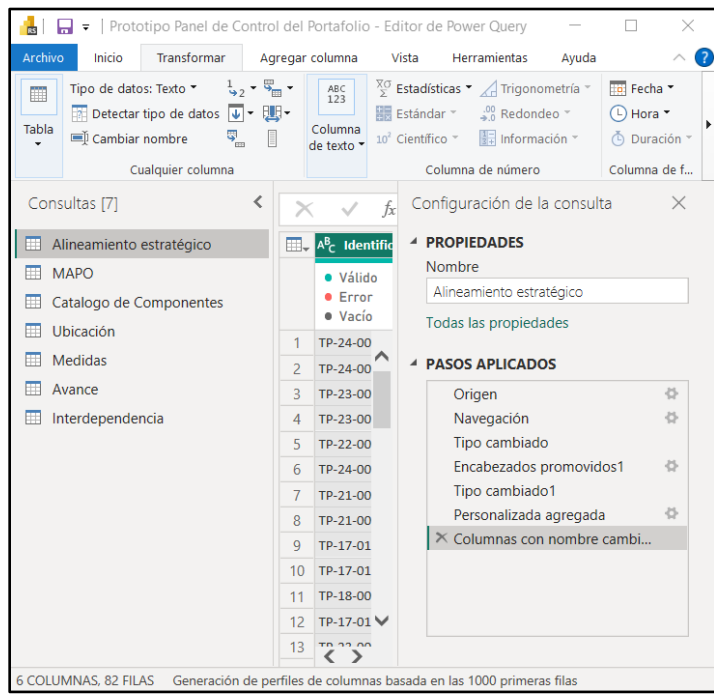 Prototipo Panel de Control del Portafolio - Editor de Power Query
Archivo Inicio Transformar Agregar columna Vista Herramientas Ayuda
Tabla
Tipo de datos: Texto
Detectar tipo de datos
Cambiar nombre
Cualquier columna
ABC
123
Columna
de texto
Estadísticas
Estándar
Científico
Trigonometría
Redondeo
Información
Columna de número
Fecha
Hora
Duración
Columna de f...
Consultas [7]
Alineamiento estratégico
MAPO
Catalogo de Componentes
Ubicación
Medidas
Avance
Interdependencia
fx
ABC Identific
Válido
Error
Vacío
1 TP-24-00
2 TP-24-00
3 TP-23-00
4 TP-23-00
5 TP-22-00
6 TP-24-00
7 TP-21-00
8 TP-21-00
9 TP-17-01
10 TP-17-01
11 TP-18-00
12 TP-17-01
13
Configuración de la consulta
PROPIEDADES
Nombre
Alineamiento estratégico
Todas las propiedades
PASOS APLICADOS
Origen
Navegación
Tipo cambiado
Encabezados promovidos1
Tipo cambiado1
Personalizada agregada
Columnas con nombre cambi...
6 COLUMNAS, 82 FILAS Generación de perfiles de columnas basada en las 1000 primeras filas